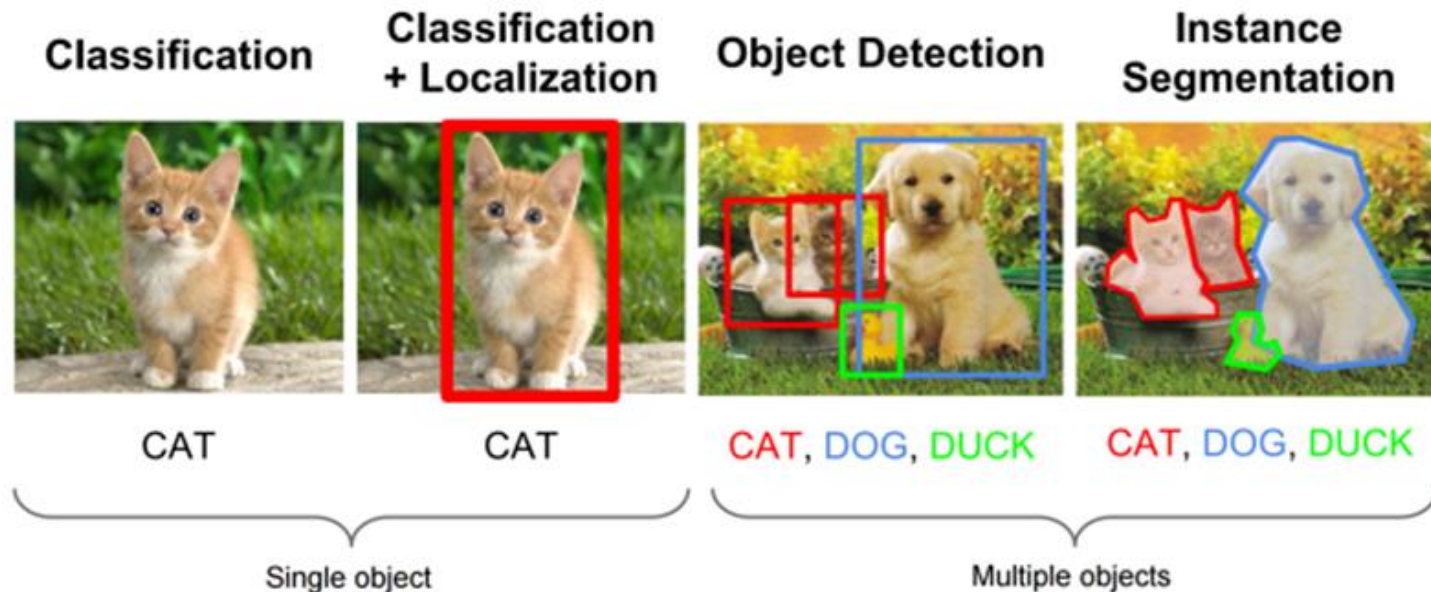 Classification
Classification
+ Localization
Object Detection
Instance
Segmentation
CAT
CAT
CAT, DOG, DUCK
CAT, DOG, DUCK
Single object
Multiple objects